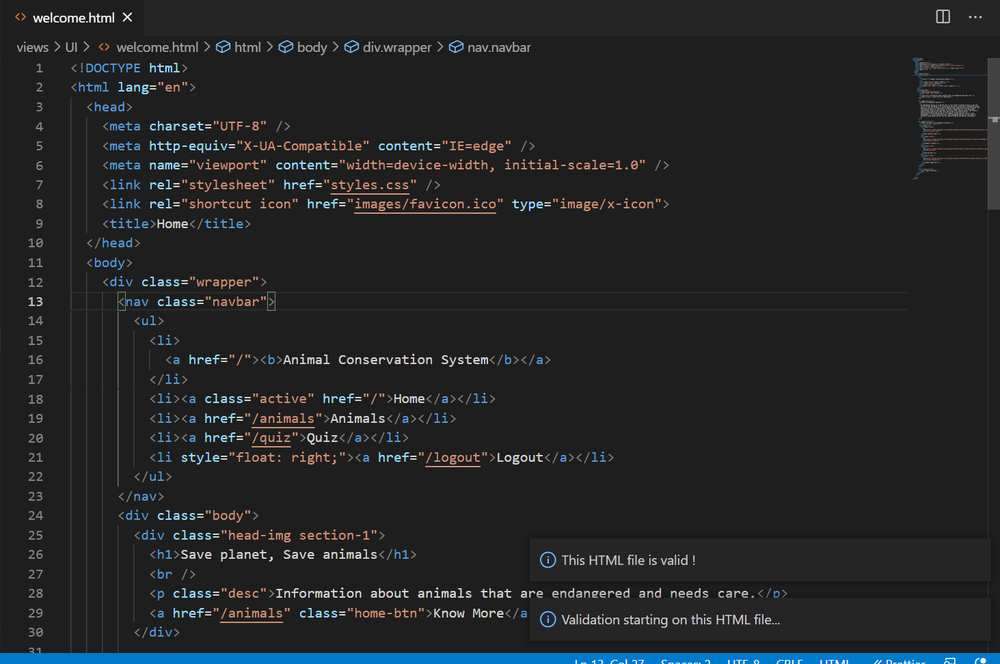 welcome.html
views > UI > welcome.html > html > body > div.wrapper > nav.navbar
1 <!DOCTYPE html>
2 <html lang="en">
3 <head>
4 <meta charset="UTF-8" />
5 <meta http-equiv="X-UA-Compatible" content="IE=edge" />
6 <meta name="viewport" content="width=device-width, initial-scale=1.0" />
7 <link rel="stylesheet" href="styles.css" />
8 <link rel="shortcut icon" href="images/favicon.ico" type="image/x-icon">
9 <title>Home</title>
10 </head>
11 <body>
12 <div class="wrapper">
13 <nav class="navbar">
14 <ul>
15 <li>
16 <a href="/"><b>Animal Conservation System</b></a>
17 </li>
18 <li><a class="active" href="/">Home</a></li>
19 <li><a href="/animals">Animals</a></li>
20 <li><a href="/quiz">Quiz</a></li>
21 <li style="float: right;"><a href="/logout">Logout</a></li>
22 </ul>
23 </nav>
24 <div class="body">
25 <div class="head-img section-1">
26 <h1>Save planet, Save animals</h1>
27 <br />
28 <p class="desc">Information about animals that are endangered and needs care.</p>
29 <a href="/animals" class="home-btn">Know More</a
30 </div>
31
This HTML file is valid !
Validation starting on this HTML file...
Ln 13, Col 27 Spaces: 2 UTF-8 CRLF HTML Prettier